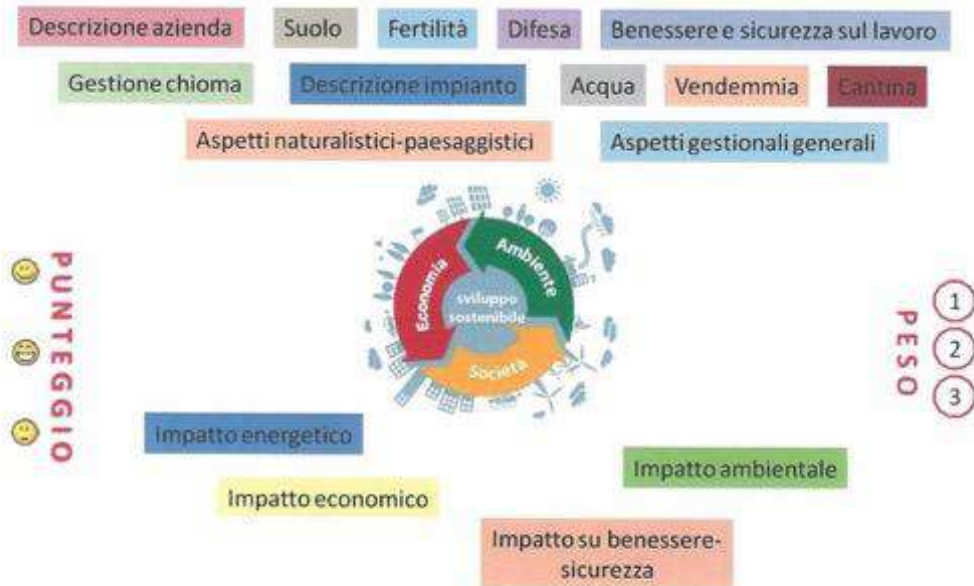 Descrizione azienda
Suolo
Fertilità
Difesa
Benessere e sicurezza sul lavoro
Gestione chioma
Descrizione impianto
Acqua
Vendemmia
Cantina
Aspetti naturalistici-paesaggistici
Aspetti gestionali generali
PUNTEGGIO
Economia
Ambiente
sviluppo
sostenibile
Società
PESO
1
2
3
Impatto energetico
Impatto ambientale
Impatto economico
Impatto su benessere-
sicurezza